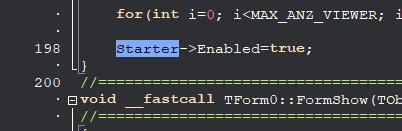 for(int i=0; i<MAX_ANZ_VIEWER; i
198 Starter->Enabled=true;
}
200 //==================================
void __fastcall TForm0::FormShow(TOb
//==================================